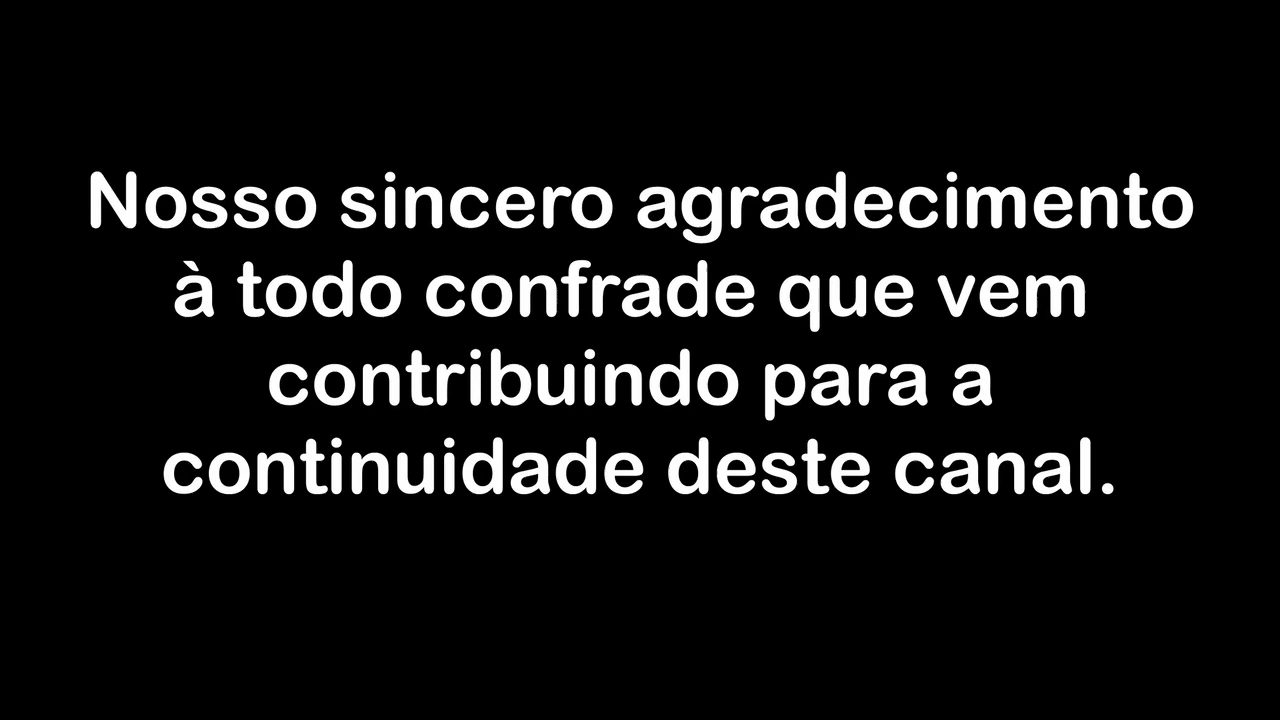 Nosso sincero agradecimento
à todo confrade que vem
contribuindo para a
continuidade deste canal.